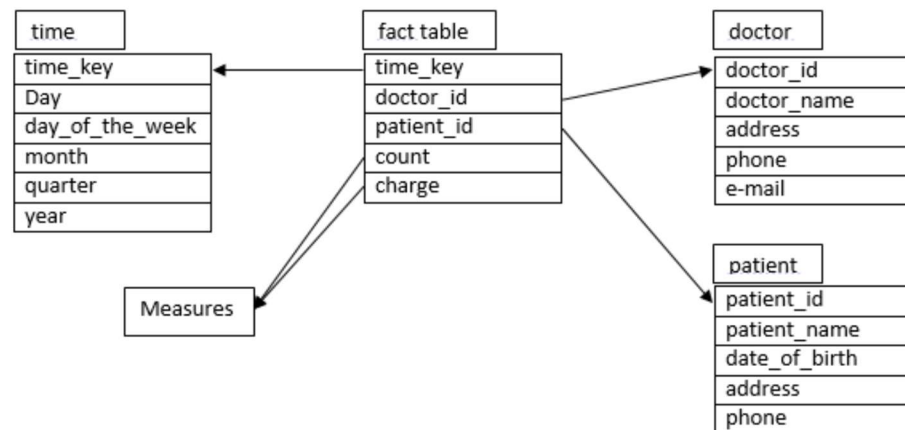 time
time_key
Day
day_of_the_week
month
quarter
year
fact table
time_key
doctor_id
patient_id
count
charge
Measures
doctor
doctor_id
doctor_name
address
phone
e-mail
patient
patient_id
patient_name
date_of_birth
address
phone